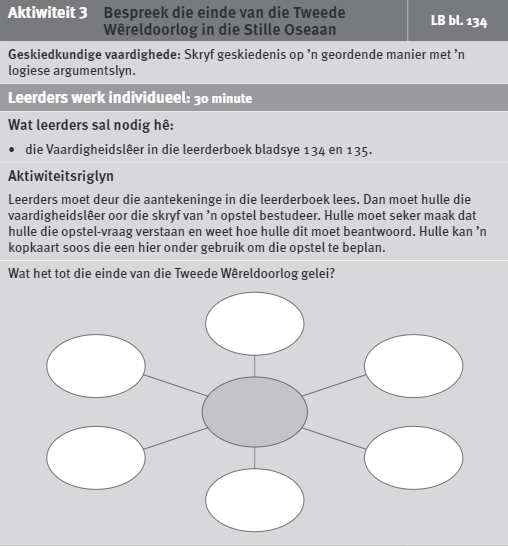 Aktiwiteit 3 Bespreek die einde van die Tweede
Wêreldoorlog in die Stille Oseaan
LB bl. 134
Geskiedkundige vaardighede: Skryf geskiedenis op ’n geordende manier met ’n
logiese argumentslyn.
Leerders werk individueel: 30 minute
Wat leerders sal nodig hê:
• die Vaardigheidslêer in die leerderboek bladsye 134 en 135.
Aktiwiteitsriglyn
Leerders moet deur die aantekeninge in die leerderboek lees. Dan moet hulle die
vaardigheidslêer oor die skryf van ’n opstel bestudeer. Hulle moet seker maak dat
hulle die opstel-vraag verstaan en weet hoe hulle dit moet beantwoord. Hulle kan ’n
kopkaart soos die een hier onder gebruik om die opstel te beplan.
Wat het tot die einde van die Tweede Wêreldoorlog gelei?